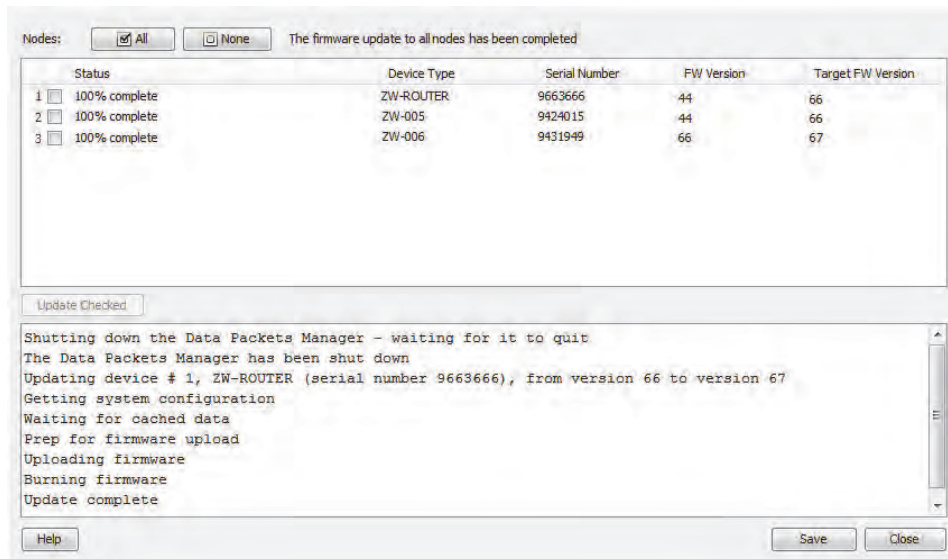 Nodes: All None The firmware update to all nodes has been completed
Status Device Type Serial Number FW Version Target FW Version
1 100% complete ZW-ROUTER 9663666 44 66
2 100% complete ZW-005 9424015 44 66
3 100% complete ZW-006 9431949 66 67
Update Checked
Shutting down the Data Packets Manager - waiting for it to quit
The Data Packets Manager has been shut down
Updating device # 1, ZW-ROUTER (serial number 9663666), from version 66 to version 67
Getting system configuration
Waiting for cached data
Prep for firmware upload
Uploading firmware
Burning firmware
Update complete
Help Save Close